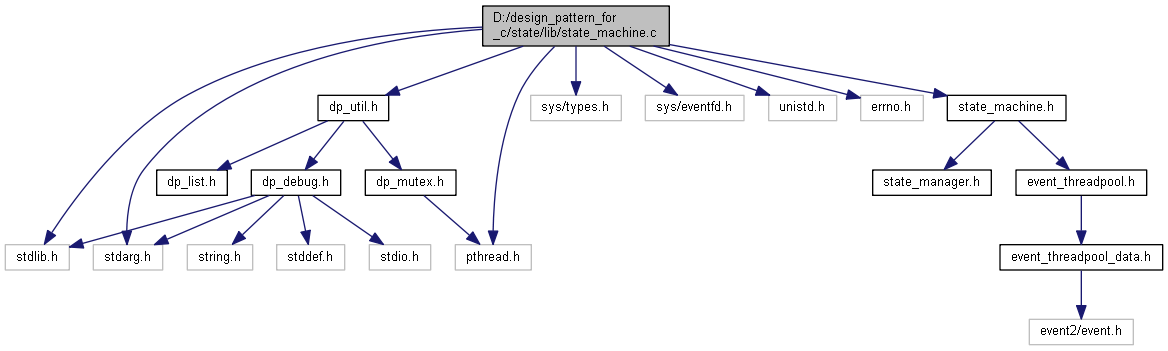 D:/design_pattern_for
_c/state/lib/state_machine.c
dp_util.h
sys/types.h
sys/eventfd.h
unistd.h
errno.h
state_machine.h
dp_list.h
dp_debug.h
dp_mutex.h
state_manager.h
event_threadpool.h
stdlib.h
stdarg.h
string.h
stddef.h
stdio.h
pthread.h
event_threadpool_data.h
event2/event.h